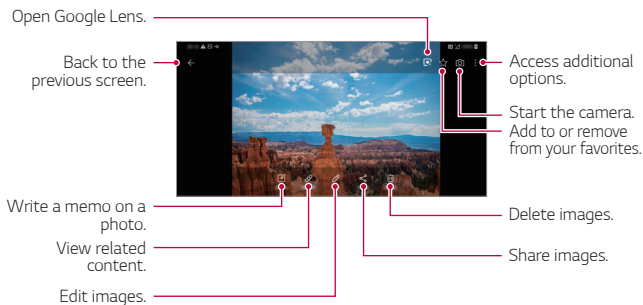 Open Google Lens.
Back to the
previous screen.
Access additional
options.
Start the camera.
Add to or remove
from your favorites.
Write a memo on a
photo.
View related
content.
Edit images.
Delete images.
Share images.